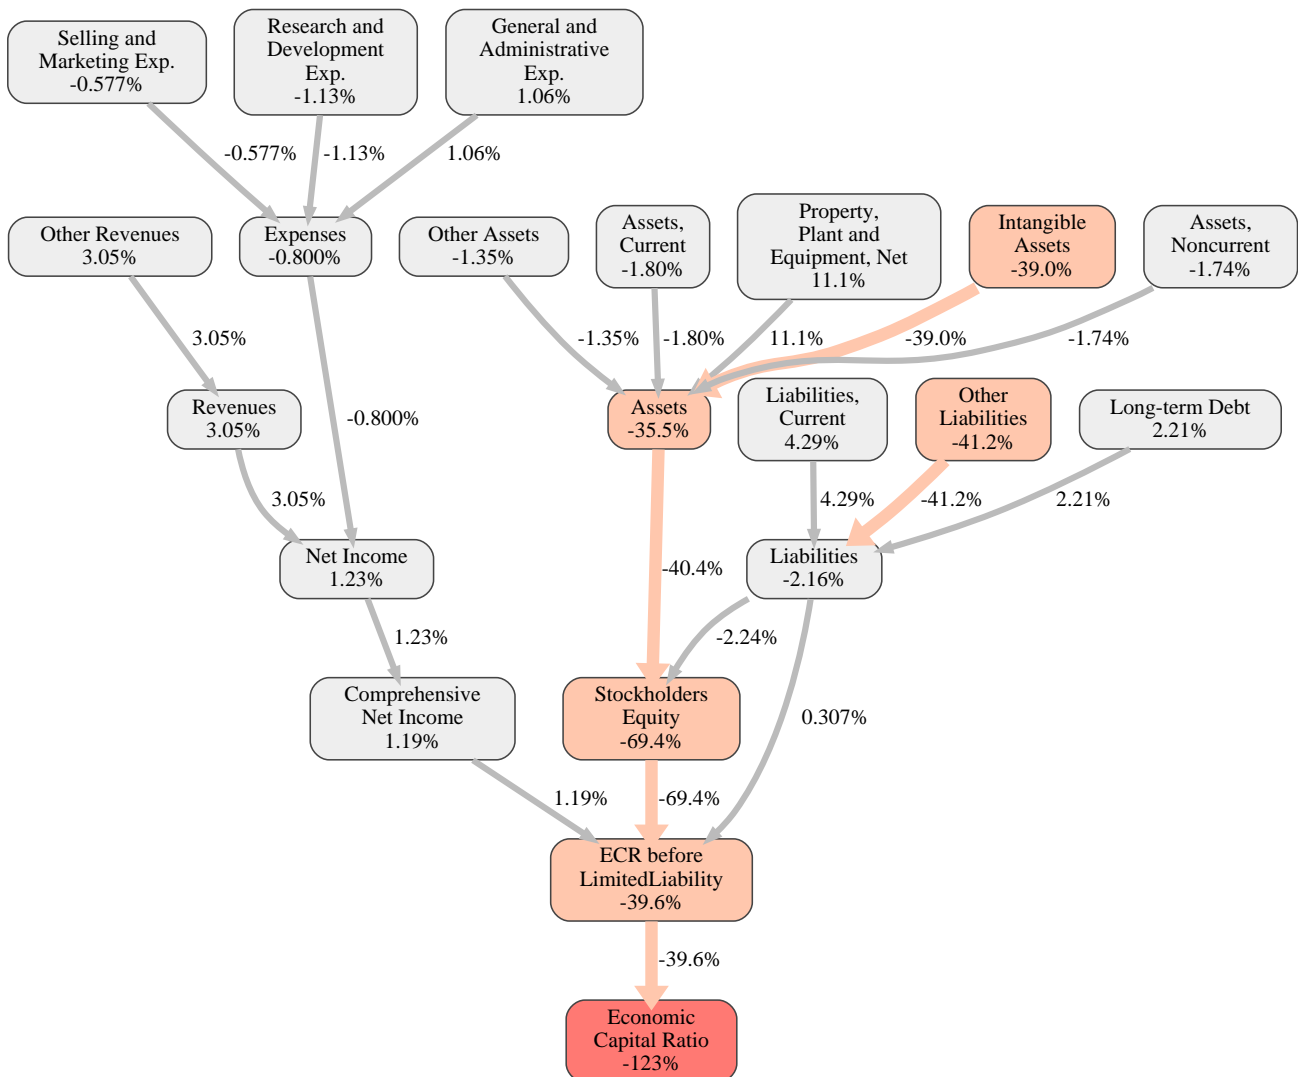 Selling and
Marketing Exp.
-0.577%
Research and
Development
Exp.
-1.13%
General and
Administrative
Exp.
1.06%
-0.577%
-1.13%
1.06%
Other Revenues
3.05%
Expenses
-0.800%
Other Assets
-1.35%
Assets,
Current
-1.80%
Property,
Plant and
Equipment, Net
11.1%
Intangible
Assets
-39.0%
Assets,
Noncurrent
-1.74%
3.05%
-1.35%
-1.80%
11.1%
-39.0%
-1.74%
Revenues
3.05%
-0.800%
Assets
-35.5%
Liabilities,
Current
4.29%
Other
Liabilities
-41.2%
Long-term Debt
2.21%
3.05%
4.29%
-41.2%
2.21%
Net Income
1.23%
-40.4%
Liabilities
-2.16%
1.23%
-2.24%
Comprehensive
Net Income
1.19%
Stockholders
Equity
-69.4%
0.307%
1.19%
-69.4%
ECR before
LimitedLiability
-39.6%
-39.6%
Economic
Capital Ratio
-123%